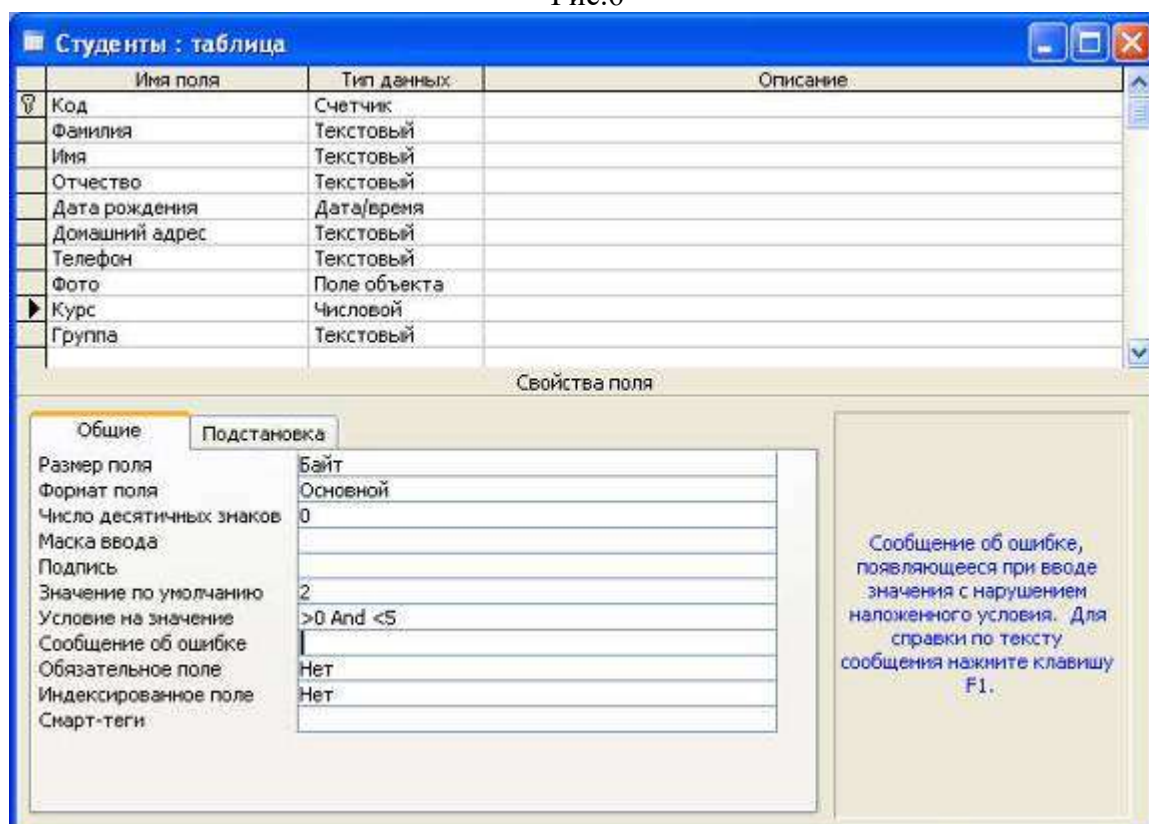 Рис.6
Студенты : таблица
Имя поля Тип данных Описание
Код Счетчик
Фамилия Текстовый
Имя Текстовый
Отчество Текстовый
Дата рождения Дата/время
Домашний адрес Текстовый
Телефон Текстовый
Фото Поле объекта
Курс Числовой
Группа Текстовый
Свойства поля
Общие Подстановка
Размер поля Байт
Формат поля Основной
Число десятичных знаков 0
Маска ввода
Подпись
Значение по умолчанию 2
Условие на значение >0 And <5
Сообщение об ошибке
Обязательное поле Нет
Индексированное поле Нет
Смарт-теги
Сообщение об ошибке,
появляющееся при вводе
значения с нарушением
наложенного условия. Для
справки по тексту
сообщения нажмите клавишу
F1.